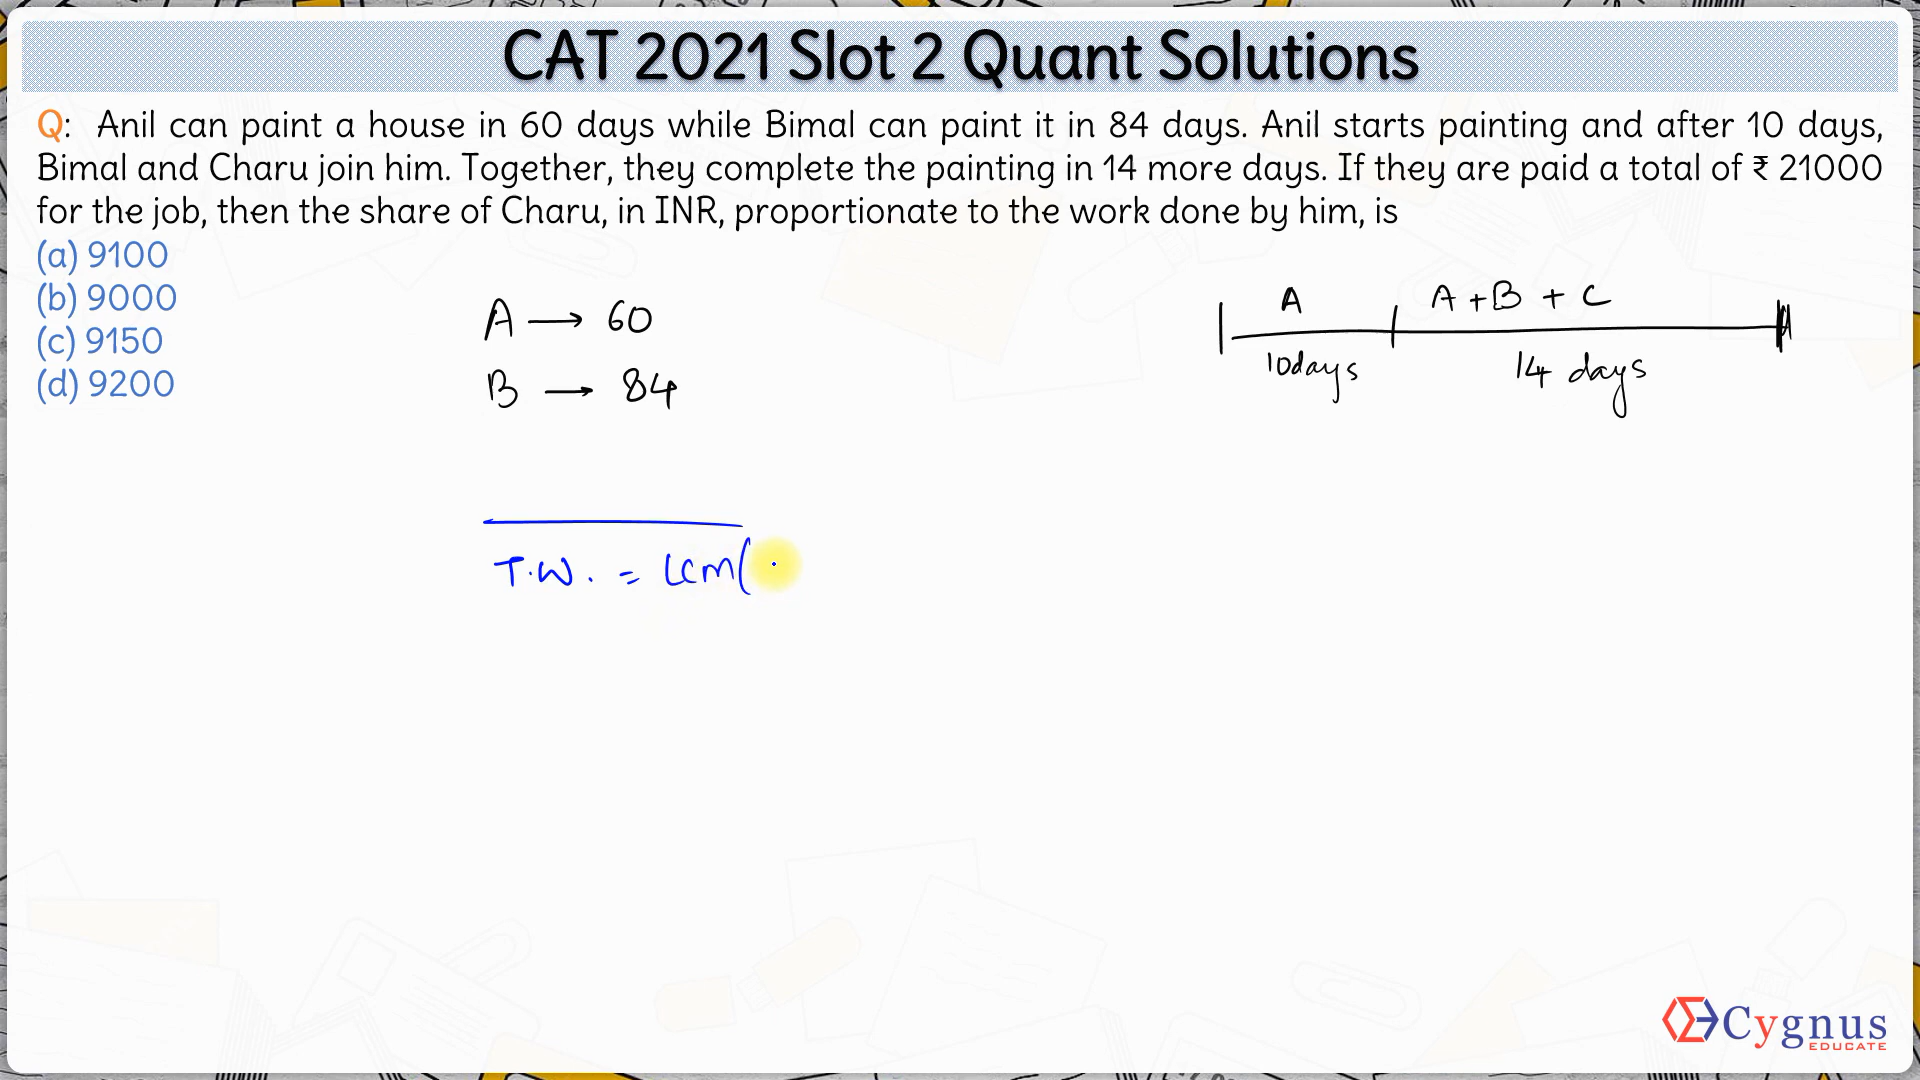 CAT 2021 Slot 2 Quant Solutions
Q: Anil can paint a house in 60 days while Bimal can paint it in 84 days. Anil starts painting and after 10 days,
Bimal and Charu join him. Together, they complete the painting in 14 more days. If they are paid a total of ₹ 21000
for the job, then the share of Charu, in INR, proportionate to the work done by him, is
(a) 9100
(b) 9000
(c) 9150
(d) 9200
A → 60
B → 84
A
A + B + C
10days
14 days
T.W. = LCM(
Cygnus
EDUCATE